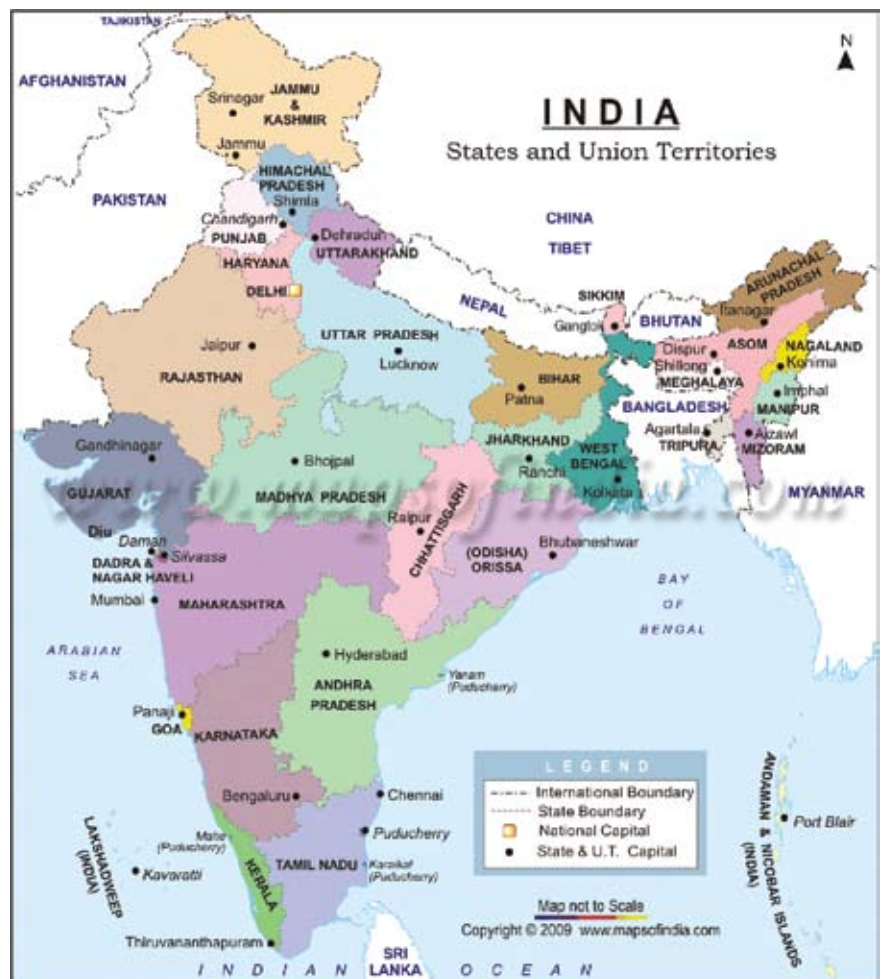 TAJIKISTAN
AFGHANISTAN
N
JAMMU
&
KASHMIR
Srinagar
Jammu
INDIA
States and Union Territories
HIMACHAL
PRADESH
Shimla
PAKISTAN
Chandigarh
PUNJAB
Dehradun
UTTARAKHAND
HARYANA
DELHI
CHINA
TIBET
ARUNACHAL
PRADESH
Itanagar
NEPAL
SIKKIM
Gangtok
BHUTAN
ASOM
Dispur
Shillong
MEGHALAYA
NAGALAND
Kohima
Imphal
MANIPUR
UTTAR PRADESH
Lucknow
Jaipur
RAJASTHAN
BIHAR
Patna
BANGLADESH
Agartala
TRIPURA
Aizawl
MIZORAM
MYANMAR
JHARKHAND
Ranchi
WEST
BENGAL
Kolkata
Gandhinagar
GUJARAT
Bhojpal
MADHYA PRADESH
www.mapsofindia.com
Raipur
CHHATTISGARH
(ODISHA)
ORISSA
Bhubaneshwar
Diu
Daman
Silvassa
DADRA &
NAGAR HAVELI
Mumbai
MAHARASHTRA
BAY
OF
BENGAL
ARABIAN
SEA
Hyderabad
ANDHRA
PRADESH
Yanam
(Puducherry)
Panaji
GOA
KARNATAKA
Bengaluru
Chennai
Puducherry
Mahe
(Puducherry)
KERALA
TAMIL NADU
Karaikal
(Puducherry)
LAKSHADWEEP
(INDIA)
Kavaratti
Thiruvananthapuram
SRI
LANKA
INDIAN OCEAN
LEGEND
International Boundary
State Boundary
National Capital
State & U.T. Capital
Map not to Scale
Copyright © 2009 www.mapsofindia.com
ANDAMAN & NICOBAR ISLANDS
(INDIA)
Port Blair